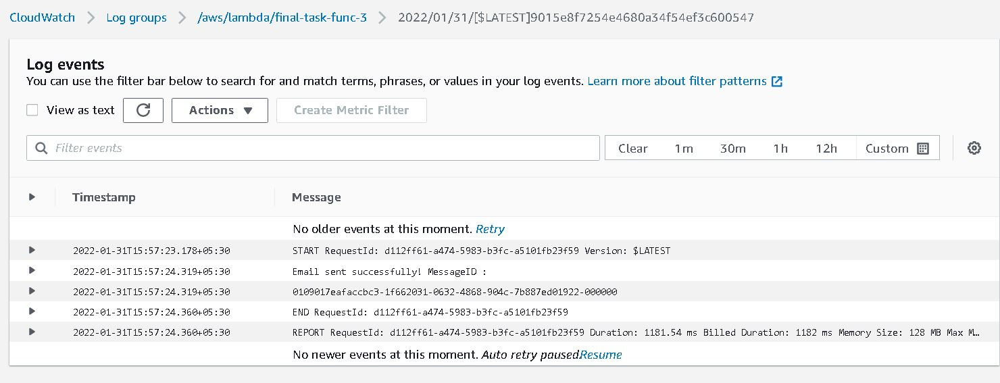 CloudWatch > Log groups > /aws/lambda/final-task-func-3 > 2022/01/31/[$LATEST]9015e8f7254e4680a34f54ef3c600547
Log events
You can use the filter bar below to search for and match terms, phrases, or values in your log events. Learn more about filter patterns
View as text Actions Create Metric Filter
Filter events Clear 1m 30m 1h 12h Custom
Timestamp Message
No older events at this moment. Retry
2022-01-31T15:57:23.178+05:30 START RequestId: d112ff61-a474-5983-b3fc-a5101fb23f59 Version: $LATEST
2022-01-31T15:57:24.319+05:30 Email sent successfully! MessageID :
2022-01-31T15:57:24.319+05:30 0109017eafaccbc3-1f662031-0632-4868-904c-7b887ed01922-000000
2022-01-31T15:57:24.360+05:30 END RequestId: d112ff61-a474-5983-b3fc-a5101fb23f59
2022-01-31T15:57:24.360+05:30 REPORT RequestId: d112ff61-a474-5983-b3fc-a5101fb23f59 Duration: 1181.54 ms Billed Duration: 1182 ms Memory Size: 128 MB Max M…
No newer events at this moment. Auto retry paused.Resume